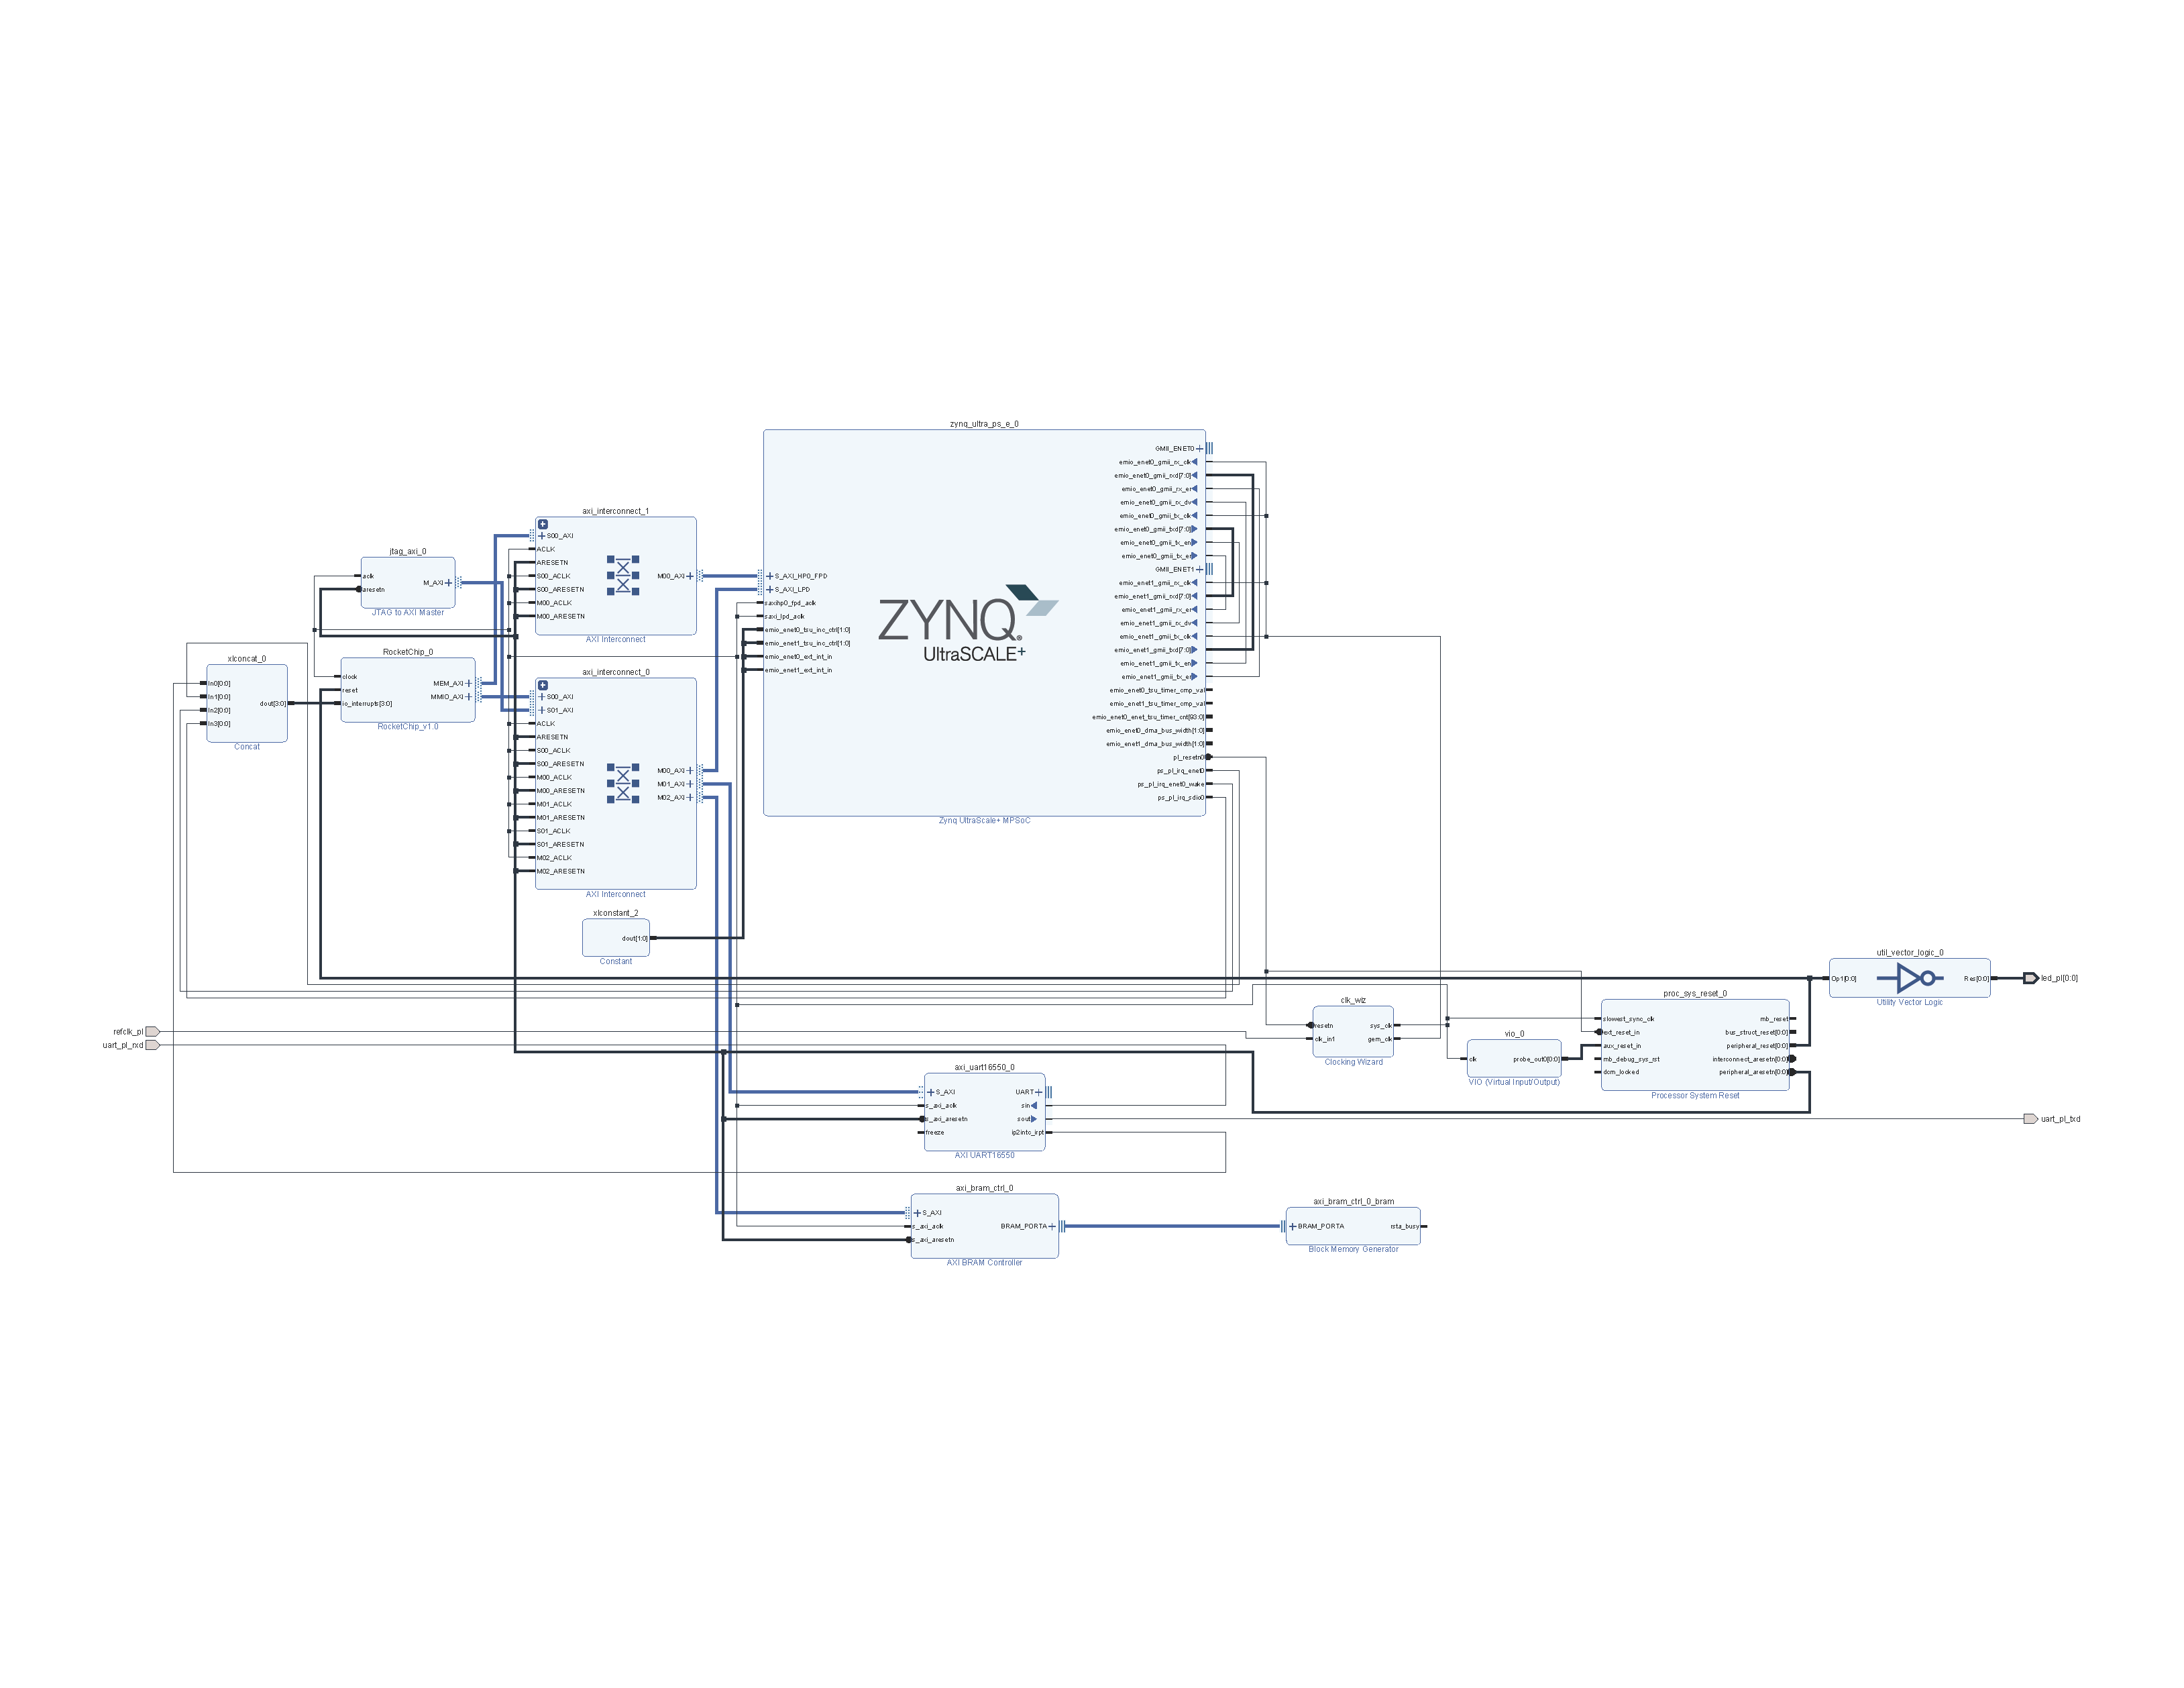 zynq_ultra_ps_e_0
GMII_ENET0
emio_enet0_gmii_rx_clk
emio_enet0_gmii_rxd[7:0]
emio_enet0_gmii_rx_er
emio_enet0_gmii_rx_dv
emio_enet0_gmii_tx_clk
emio_enet0_gmii_txd[7:0]
emio_enet0_gmii_tx_en
emio_enet0_gmii_tx_er
GMII_ENET1
emio_enet1_gmii_rx_clk
emio_enet1_gmii_rxd[7:0]
emio_enet1_gmii_rx_er
emio_enet1_gmii_rx_dv
emio_enet1_gmii_tx_clk
emio_enet1_gmii_txd[7:0]
emio_enet1_gmii_tx_en
emio_enet1_gmii_tx_er
emio_enet0_tsu_timer_cmp_val
emio_enet1_tsu_timer_cmp_val
emio_enet0_enet_tsu_timer_cnt[93:0]
emio_enet0_dma_bus_width[1:0]
emio_enet1_dma_bus_width[1:0]
pl_resetn0
ps_pl_irq_enet0
ps_pl_irq_enet0_wake
ps_pl_irq_sdio0
S_AXI_HP0_FPD
S_AXI_LPD
saxihp0_fpd_aclk
saxi_lpd_aclk
emio_enet0_tsu_inc_ctrl[1:0]
emio_enet1_tsu_inc_ctrl[1:0]
emio_enet0_ext_int_in
emio_enet1_ext_int_in
ZYNQ®
UltraSCALE+
Zynq UltraScale+ MPSoC
axi_interconnect_1
S00_AXI
ACLK
ARESETN
S00_ACLK
S00_ARESETN
M00_ACLK
M00_ARESETN
M00_AXI
AXI Interconnect
jtag_axi_0
aclk
aresetn
M_AXI
JTAG to AXI Master
RocketChip_0
clock
reset
io_interrupts[3:0]
MEM_AXI
MMIO_AXI
RocketChip_v1.0
xlconcat_0
In0[0:0]
In1[0:0]
In2[0:0]
In3[0:0]
dout[3:0]
Concat
axi_interconnect_0
S00_AXI
S01_AXI
ACLK
ARESETN
S00_ACLK
S00_ARESETN
M00_ACLK
M00_ARESETN
M01_ACLK
M01_ARESETN
S01_ACLK
S01_ARESETN
M02_ACLK
M02_ARESETN
M00_AXI
M01_AXI
M02_AXI
AXI Interconnect
xlconstant_2
dout[1:0]
Constant
util_vector_logic_0
Op1[0:0]
Res[0:0]
Utility Vector Logic
led_pl[0:0]
proc_sys_reset_0
slowest_sync_clk
ext_reset_in
aux_reset_in
mb_debug_sys_rst
dcm_locked
mb_reset
bus_struct_reset[0:0]
peripheral_reset[0:0]
interconnect_aresetn[0:0]
peripheral_aresetn[0:0]
Processor System Reset
clk_wiz
resetn
clk_in1
sys_clk
gem_clk
Clocking Wizard
vio_0
clk
probe_out0[0:0]
VIO (Virtual Input/Output)
refclk_pl
uart_pl_rxd
axi_uart16550_0
S_AXI
s_axi_aclk
s_axi_aresetn
freeze
UART
sin
sout
ip2intc_irpt
AXI UART16550
uart_pl_txd
axi_bram_ctrl_0
S_AXI
s_axi_aclk
s_axi_aresetn
BRAM_PORTA
AXI BRAM Controller
axi_bram_ctrl_0_bram
BRAM_PORTA
rsta_busy
Block Memory Generator